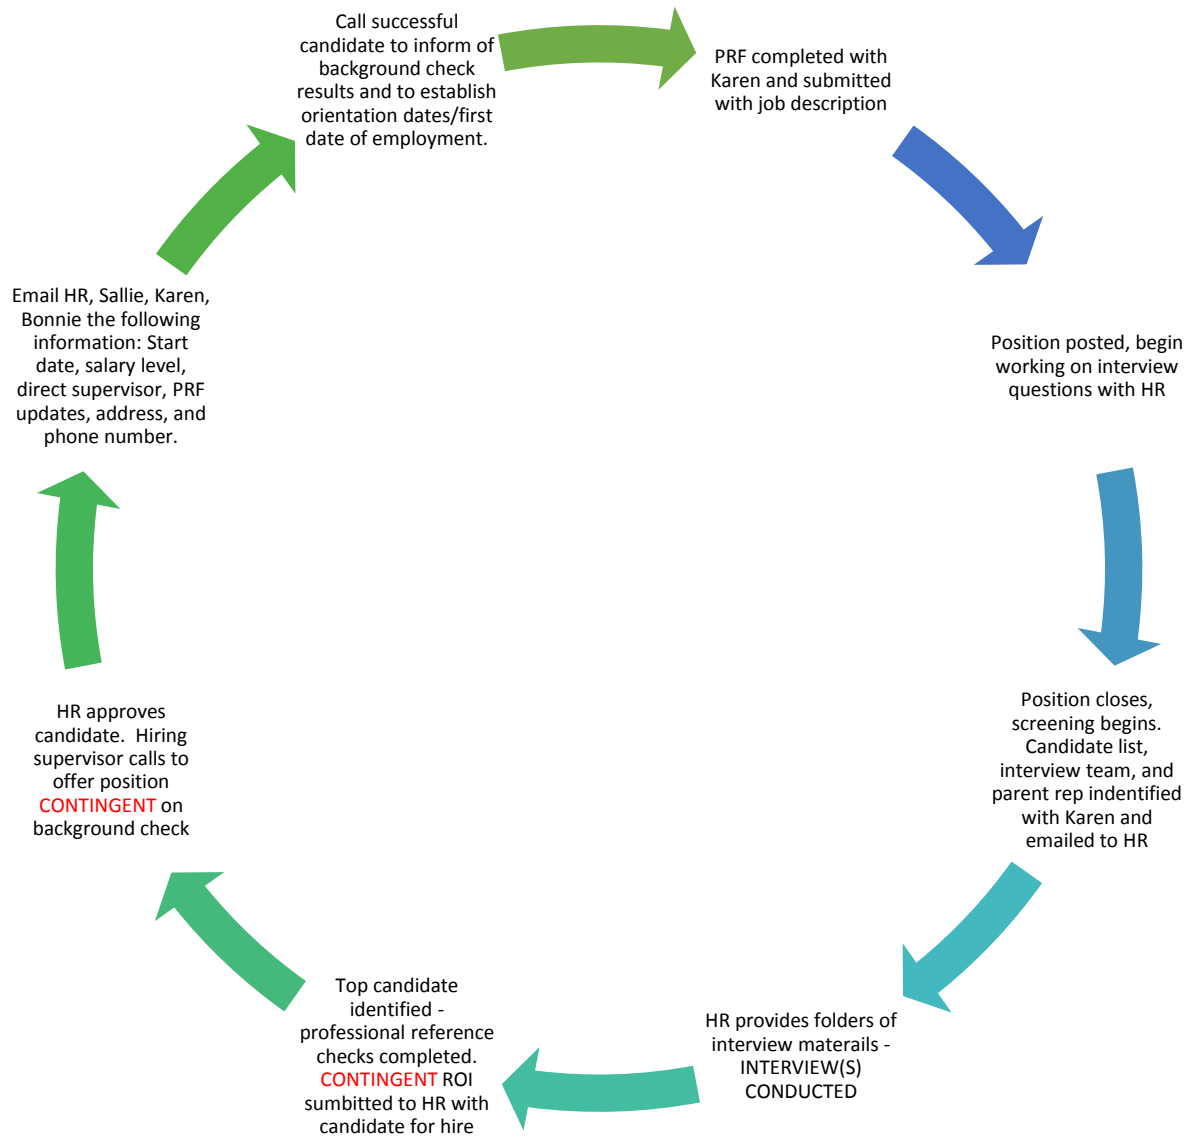 PRF completed with
Karen and submitted
with job description
Position posted, begin
working on interview
questions with HR
Position closes,
screening begins.
Candidate list,
interview team, and
parent rep indentified
with Karen and
emailed to HR
HR provides folders of
interview materails -
INTERVIEW(S)
CONDUCTED
Top candidate
identified -
professional reference
checks completed.
CONTINGENT ROI
sumbitted to HR with
candidate for hire
HR approves
candidate.  Hiring
supervisor calls to
offer position
CONTINGENT on
background check
Email HR, Sallie, Karen,
Bonnie the following
information: Start
date, salary level,
direct supervisor, PRF
updates, address, and
phone number.
Call successful
candidate to inform of
background check
results and to establish
orientation dates/first
date of employment.